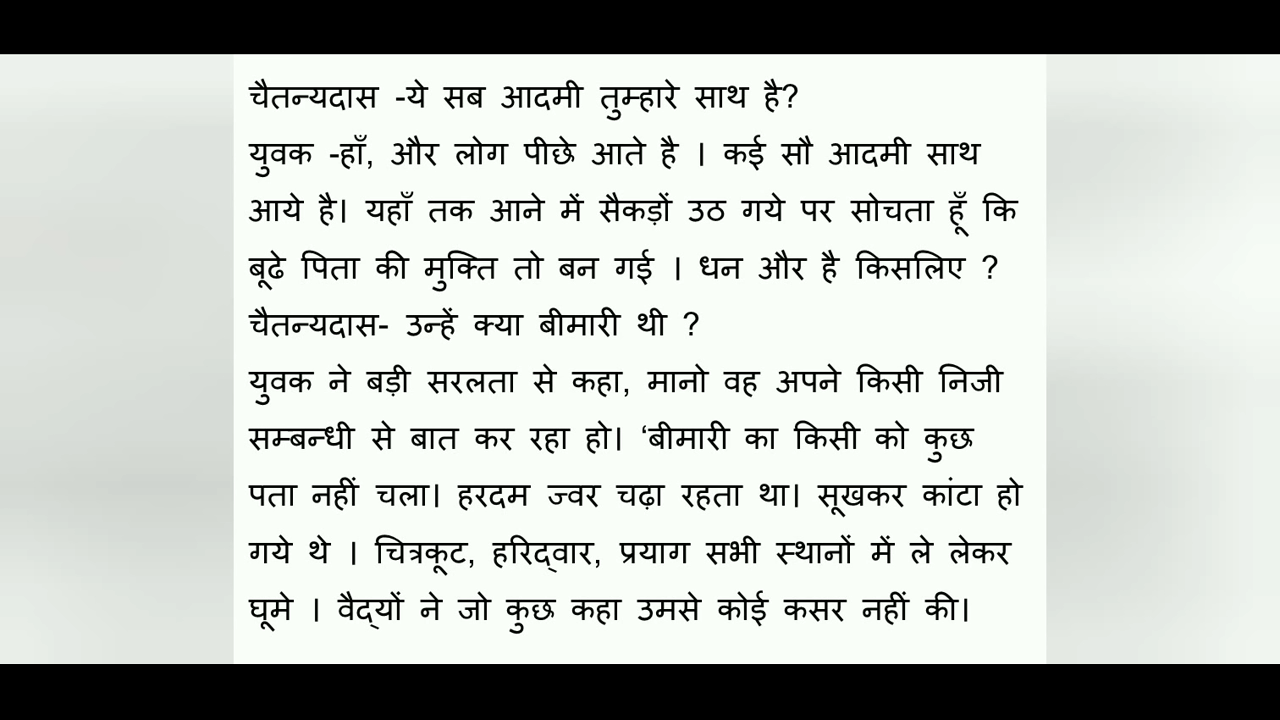 चैतन्यदास -ये सब आदमी तुम्हारे साथ है?
युवक -हाँ, और लोग पीछे आते है । कई सौ आदमी साथ
आये है। यहाँ तक आने में सैकड़ों उठ गये पर सोचता हूँ कि
बूढे पिता की मुक्ति तो बन गई । धन और है किसलिए ?
चैतन्यदास- उन्हें क्या बीमारी थी ?
युवक ने बड़ी सरलता से कहा, मानो वह अपने किसी निजी
सम्बन्धी से बात कर रहा हो। ‘बीमारी का किसी को कुछ
पता नहीं चला। हरदम ज्वर चढ़ा रहता था। सूखकर कांटा हो
गये थे । चित्रकूट, हरिद्वार, प्रयाग सभी स्थानों में ले लेकर
घूमे । वैद्यों ने जो कुछ कहा उमसे कोई कसर नहीं की।